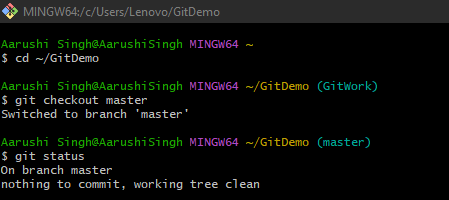 MINGW64:/c/Users/Lenovo/GitDemo
Aarushi Singh@AarushiSingh MINGW64 ~
$ cd ~/GitDemo
Aarushi Singh@AarushiSingh MINGW64 ~/GitDemo (GitWork)
$ git checkout master
Switched to branch 'master'
Aarushi Singh@AarushiSingh MINGW64 ~/GitDemo (master)
$ git status
On branch master
nothing to commit, working tree clean